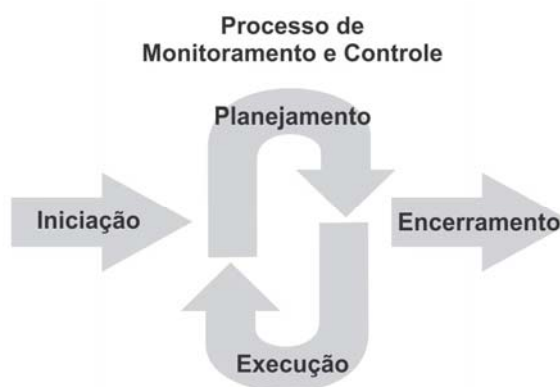 Processo de
Monitoramento e Controle
Planejamento
Iniciação
Encerramento
Execução